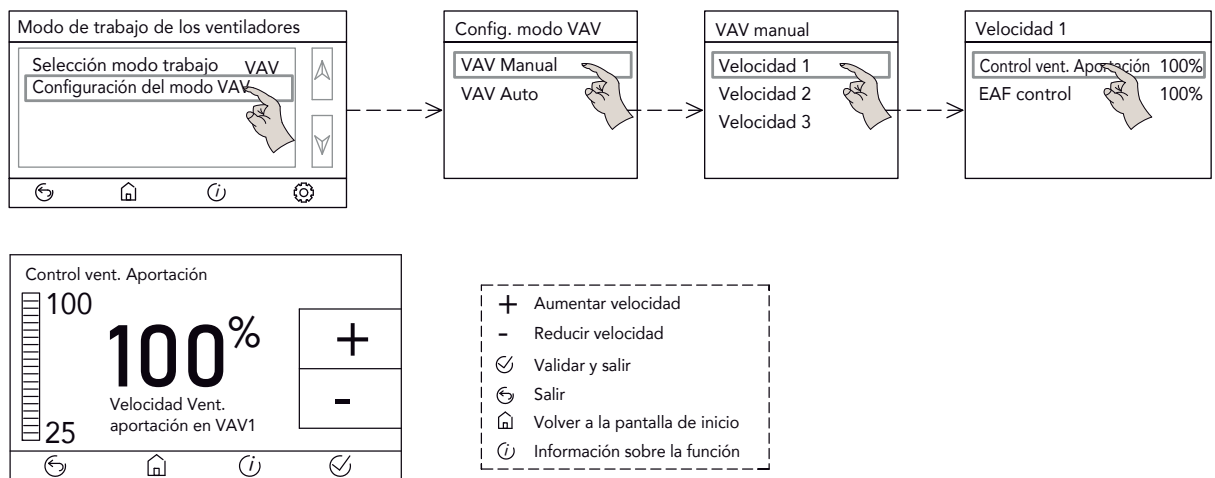 Modo de trabajo de los ventiladores
Selección modo trabajo VAV
Configuración del modo VAV
Config. modo VAV
VAV Manual
VAV Auto
VAV manual
Velocidad 1
Velocidad 2
Velocidad 3
Velocidad 1
Control vent. Aportación 100%
EAF control 100%
Control vent. Aportación
100
100%
Velocidad Vent.
aportación en VAV1
25
+
-
+ Aumentar velocidad
- Reducir velocidad
Validar y salir
Salir
Volver a la pantalla de inicio
i Información sobre la función